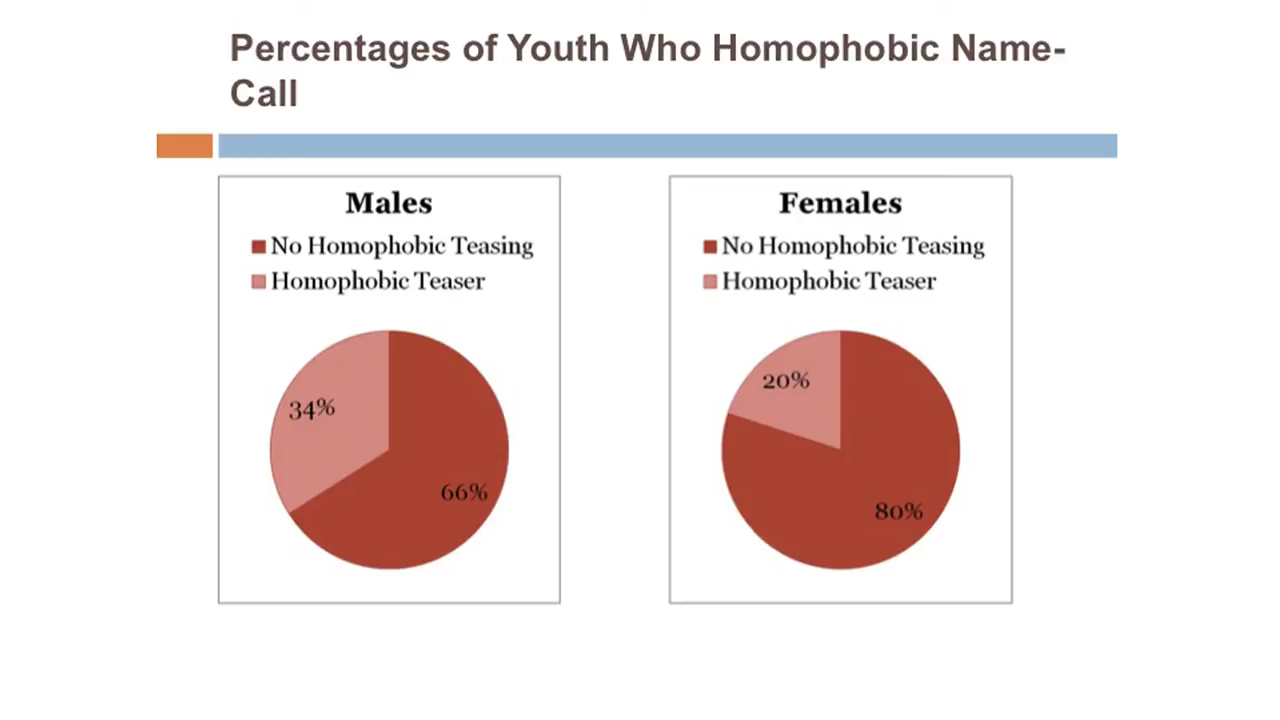 Percentages of Youth Who Homophobic Name-
Call
Males
No Homophobic Teasing
Homophobic Teaser
34%
66%
Females
No Homophobic Teasing
Homophobic Teaser
20%
80%